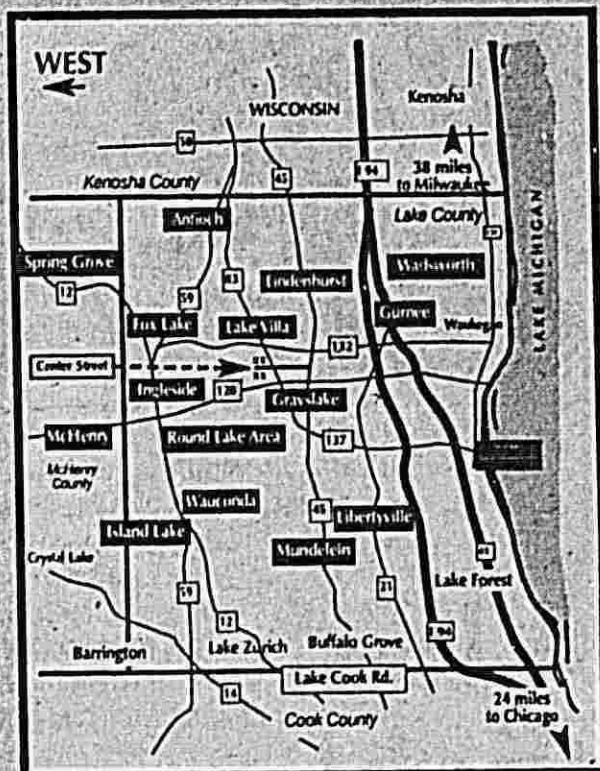 WEST
WISCONSIN
Kenosha
50
45
I 94
38 miles
to Milwaukee
Kenosha County
Antioch
Lake County
Spring Grove
12
59
83
Lindenhurst
Wadsworth
LAKE MICHIGAN
Fox Lake
Lake Villa
Gurnee
Waukegan
132
Center Street
Ingleside
120
Grayslake
McHenry
Round Lake Area
137
McHenry
County
Wauconda
Island Lake
45
Libertyville
Mundelein
Crystal Lake
59
21
Lake Forest
12
I 94
Barrington
Lake Zurich
Buffalo Grove
Lake Cook Rd.
14
Cook County
24 miles
to Chicago